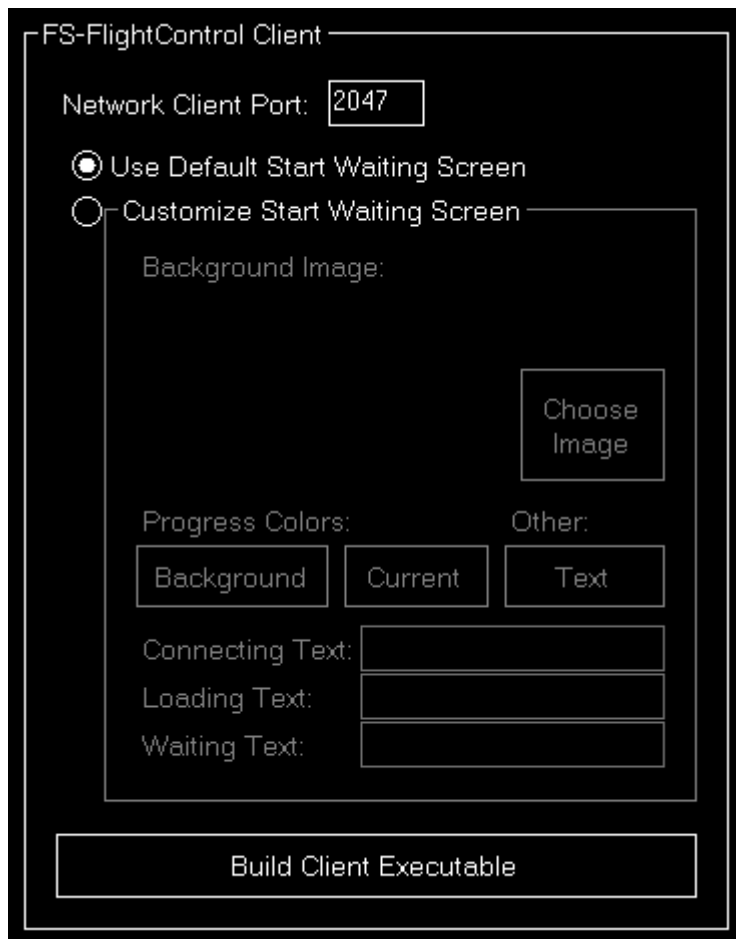 FS-FlightControl Client
Network Client Port: 2047
Use Default Start Waiting Screen
Customize Start Waiting Screen
Background Image:
Choose
Image
Progress Colors: Other:
Background Current Text
Connecting Text:
Loading Text:
Waiting Text:
Build Client Executable